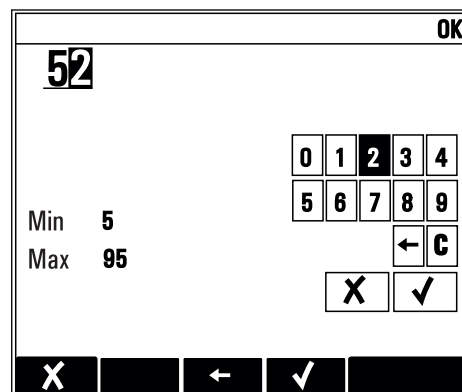 OK
52
0 1 2 3 4
5 6 7 8 9
Min 5
← C
Max 95
✗ ✓
✗ ← ✓